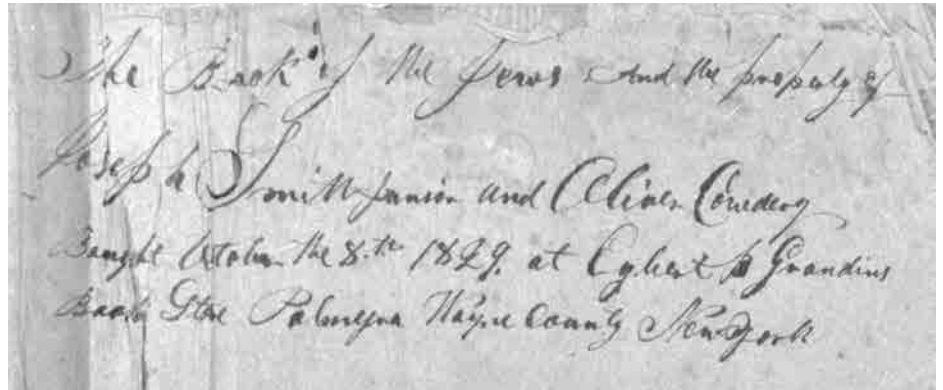 The Book of the Jews And the property of
Joseph Smith Junior and Oliver Cowdery
Bought October the 8th 1829, at Egbert B Grandins
Book Store Palmyra Wayne County New York